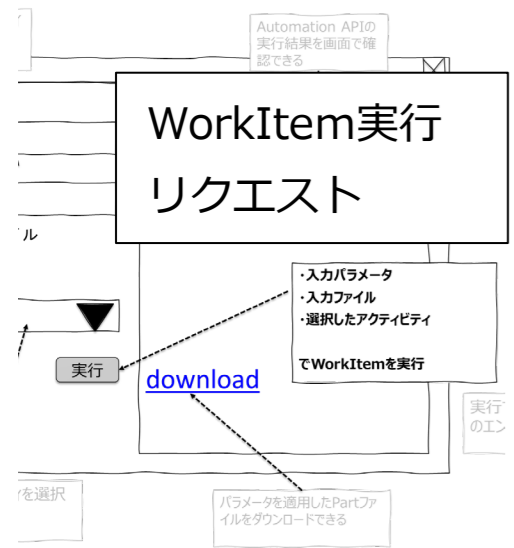 Automation APIの
実行結果を画面で確
認できる
WorkItem実行
リクエスト
ル
・入力パラメータ
・入力ファイル
・選択したアクティビティ
でWorkItemを実行
実行
download
実行
のエン
を選択
パラメータを適用したPartファ
イルをダウンロードできる